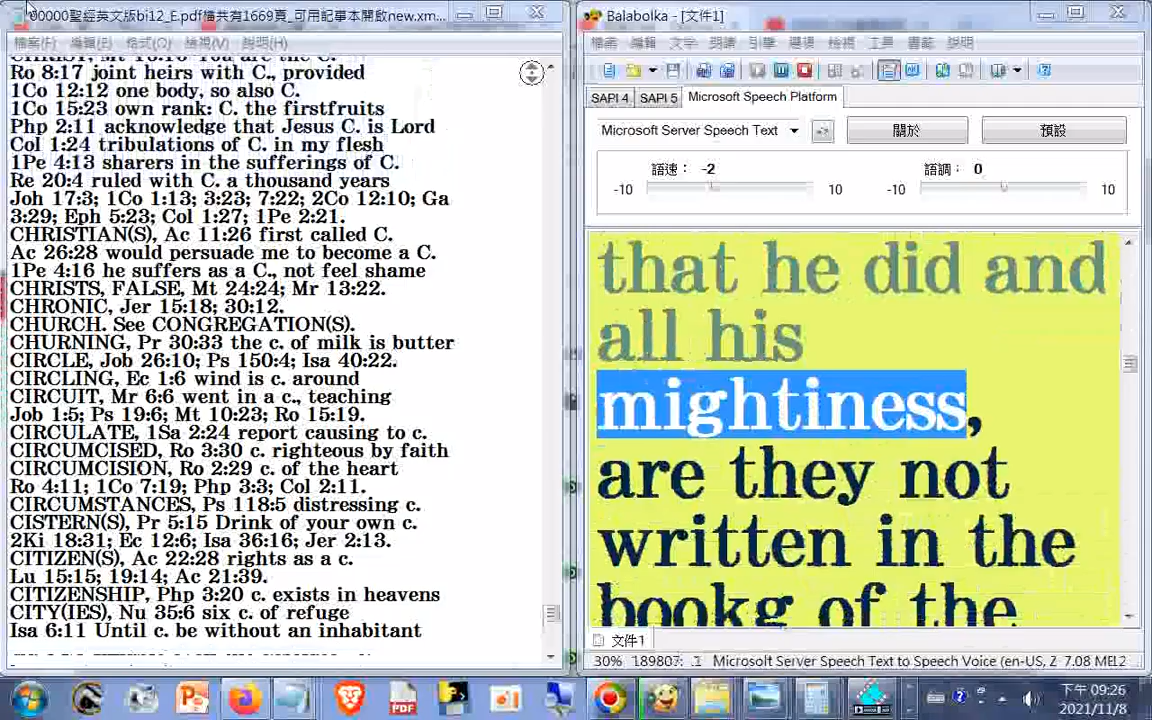 00000聖經英文版bi12_E.pdf檔共有1669頁_可用記事本開啟new.xm...
檔案(F) 編輯(E) 格式(O) 檢視(V) 說明(H)
CHRIST, Mt 16:16 You are the C.
Ro 8:17 joint heirs with C., provided
1Co 12:12 one body, so also C.
1Co 15:23 own rank: C. the firstfruits
Php 2:11 acknowledge that Jesus C. is Lord
Col 1:24 tribulations of C. in my flesh
1Pe 4:13 sharers in the sufferings of C.
Re 20:4 ruled with C. a thousand years
Joh 17:3; 1Co 1:13; 3:23; 7:22; 2Co 12:10; Ga
3:29; Eph 5:23; Col 1:27; 1Pe 2:21.
CHRISTIAN(S), Ac 11:26 first called C.
Ac 26:28 would persuade me to become a C.
1Pe 4:16 he suffers as a C., not feel shame
CHRISTS, FALSE, Mt 24:24; Mr 13:22.
CHRONIC, Jer 15:18; 30:12.
CHURCH. See CONGREGATION(S).
CHURNING, Pr 30:33 the c. of milk is butter
CIRCLE, Job 26:10; Ps 150:4; Isa 40:22.
CIRCLING, Ec 1:6 wind is c. around
CIRCUIT, Mr 6:6 went in a c., teaching
Job 1:5; Ps 19:6; Mt 10:23; Ro 15:19.
CIRCULATE, 1Sa 2:24 report causing to c.
CIRCUMCISED, Ro 3:30 c. righteous by faith
CIRCUMCISION, Ro 2:29 c. of the heart
Ro 4:11; 1Co 7:19; Php 3:3; Col 2:11.
CIRCUMSTANCES, Ps 118:5 distressing c.
CISTERN(S), Pr 5:15 Drink of your own c.
2Ki 18:31; Ec 12:6; Isa 36:16; Jer 2:13.
CITIZEN(S), Ac 22:28 rights as a c.
Lu 15:15; 19:14; Ac 21:39.
CITIZENSHIP, Php 3:20 c. exists in heavens
CITY(IES), Nu 35:6 six c. of refuge
Isa 6:11 Until c. be without an inhabitant
Balabolka - [文件1]
檔案 編輯 文字 朗讀 引擎 選項 檢視 工具 書籤 說明
SAPI 4 SAPI 5 Microsoft Speech Platform
Microsoft Server Speech Text
關於 預設
語速： -2 語調： 0
-10 10 -10 10
that he did and
all his
mightiness,
are they not
written in the
bookg of the
文件1
30% 189807: 1 Microsoft Server Speech Text to Speech Voice (en-US, Z
PDF
下午 09:26
2021/11/8